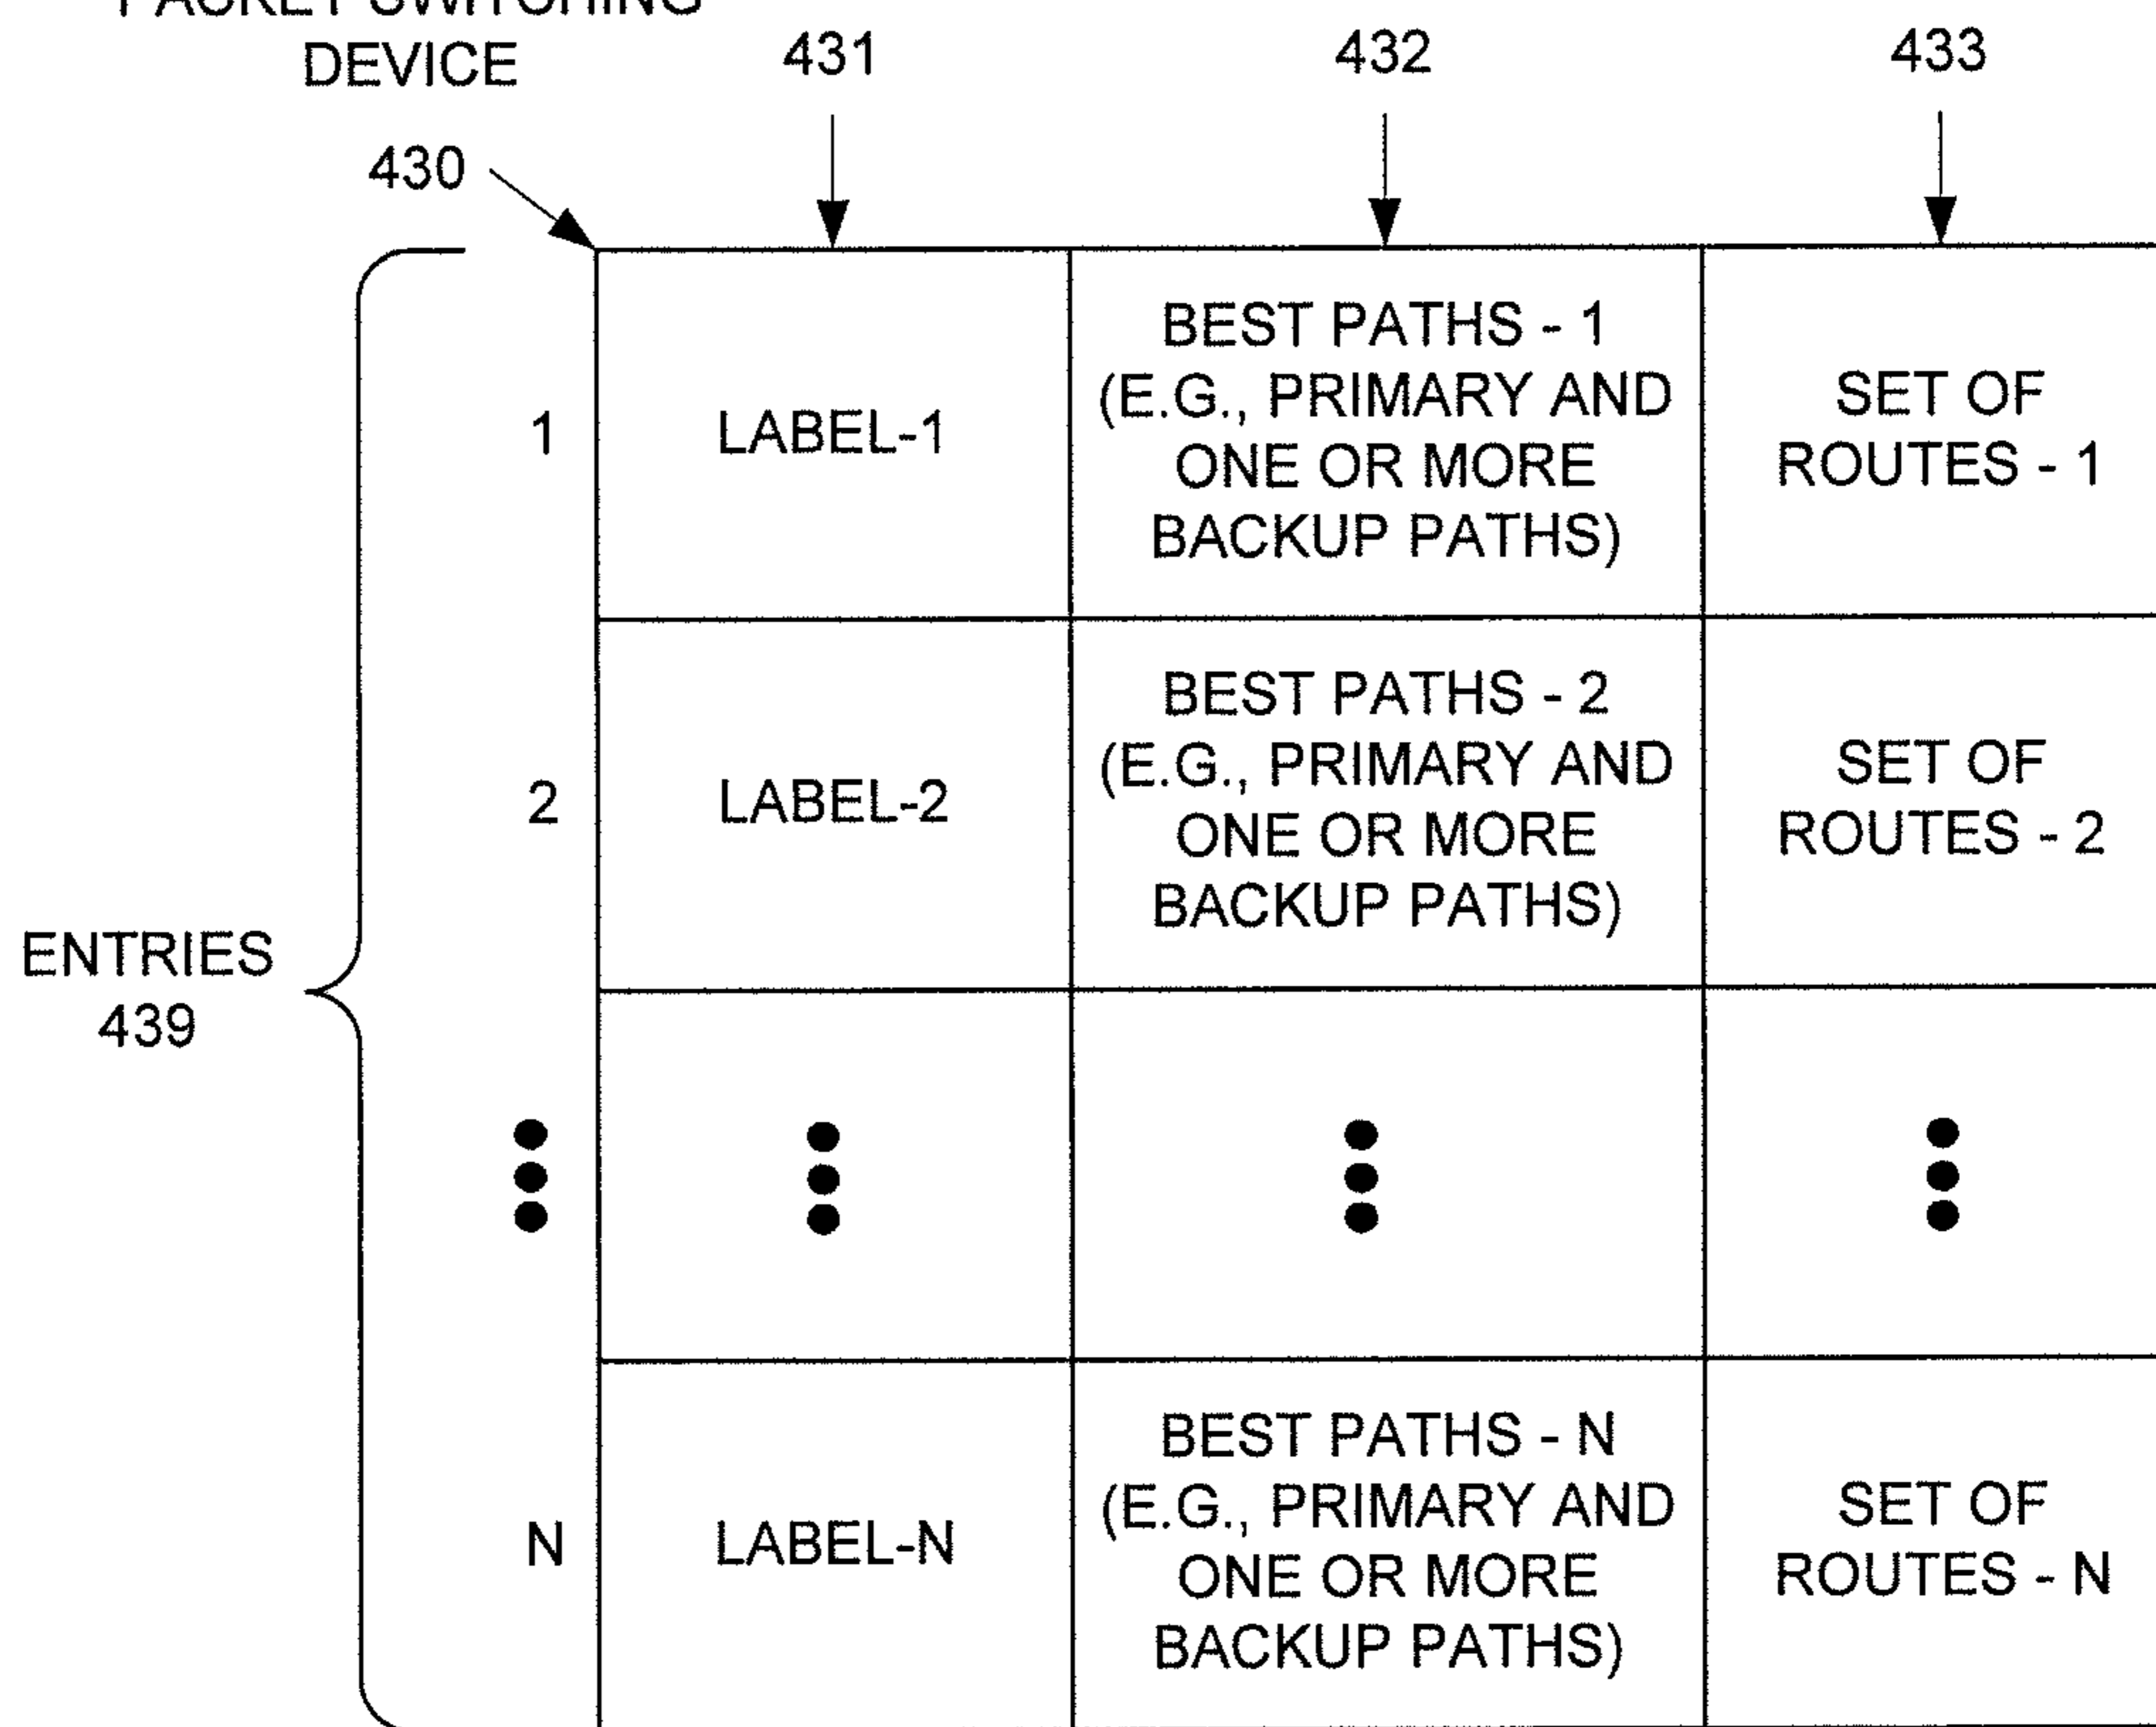 PACKET SWITCHING
DEVICE
431
432
433
430
1
LABEL-1
BEST PATHS - 1
(E.G., PRIMARY AND
ONE OR MORE
BACKUP PATHS)
SET OF
ROUTES - 1
2
LABEL-2
BEST PATHS - 2
(E.G., PRIMARY AND
ONE OR MORE
BACKUP PATHS)
SET OF
ROUTES - 2
ENTRIES
439
N
LABEL-N
BEST PATHS - N
(E.G., PRIMARY AND
ONE OR MORE
BACKUP PATHS)
SET OF
ROUTES - N